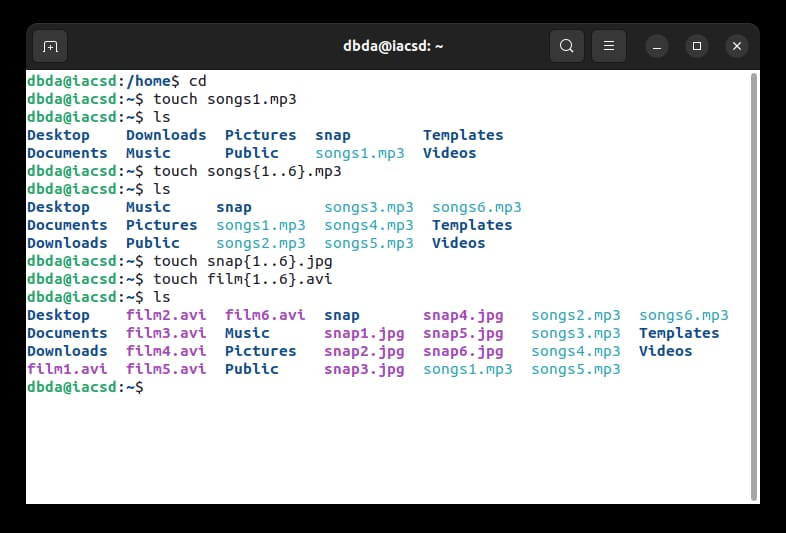 dbda@iacsd: ~
dbda@iacsd:/home$ cd
dbda@iacsd:~$ touch songs1.mp3
dbda@iacsd:~$ ls
Desktop    Downloads  Pictures  snap        Templates
Documents  Music      Public    songs1.mp3  Videos
dbda@iacsd:~$ touch songs{1..6}.mp3
dbda@iacsd:~$ ls
Desktop    Music     snap        songs3.mp3  songs6.mp3
Documents  Pictures  songs1.mp3  songs4.mp3  Templates
Downloads  Public    songs2.mp3  songs5.mp3  Videos
dbda@iacsd:~$ touch snap{1..6}.jpg
dbda@iacsd:~$ touch film{1..6}.avi
dbda@iacsd:~$ ls
Desktop    film2.avi  film6.avi  snap       snap4.jpg   songs2.mp3  songs6.mp3
Documents  film3.avi  Music      snap1.jpg  snap5.jpg   songs3.mp3  Templates
Downloads  film4.avi  Pictures   snap2.jpg  snap6.jpg   songs4.mp3  Videos
film1.avi  film5.avi  Public     snap3.jpg  songs1.mp3  songs5.mp3
dbda@iacsd:~$